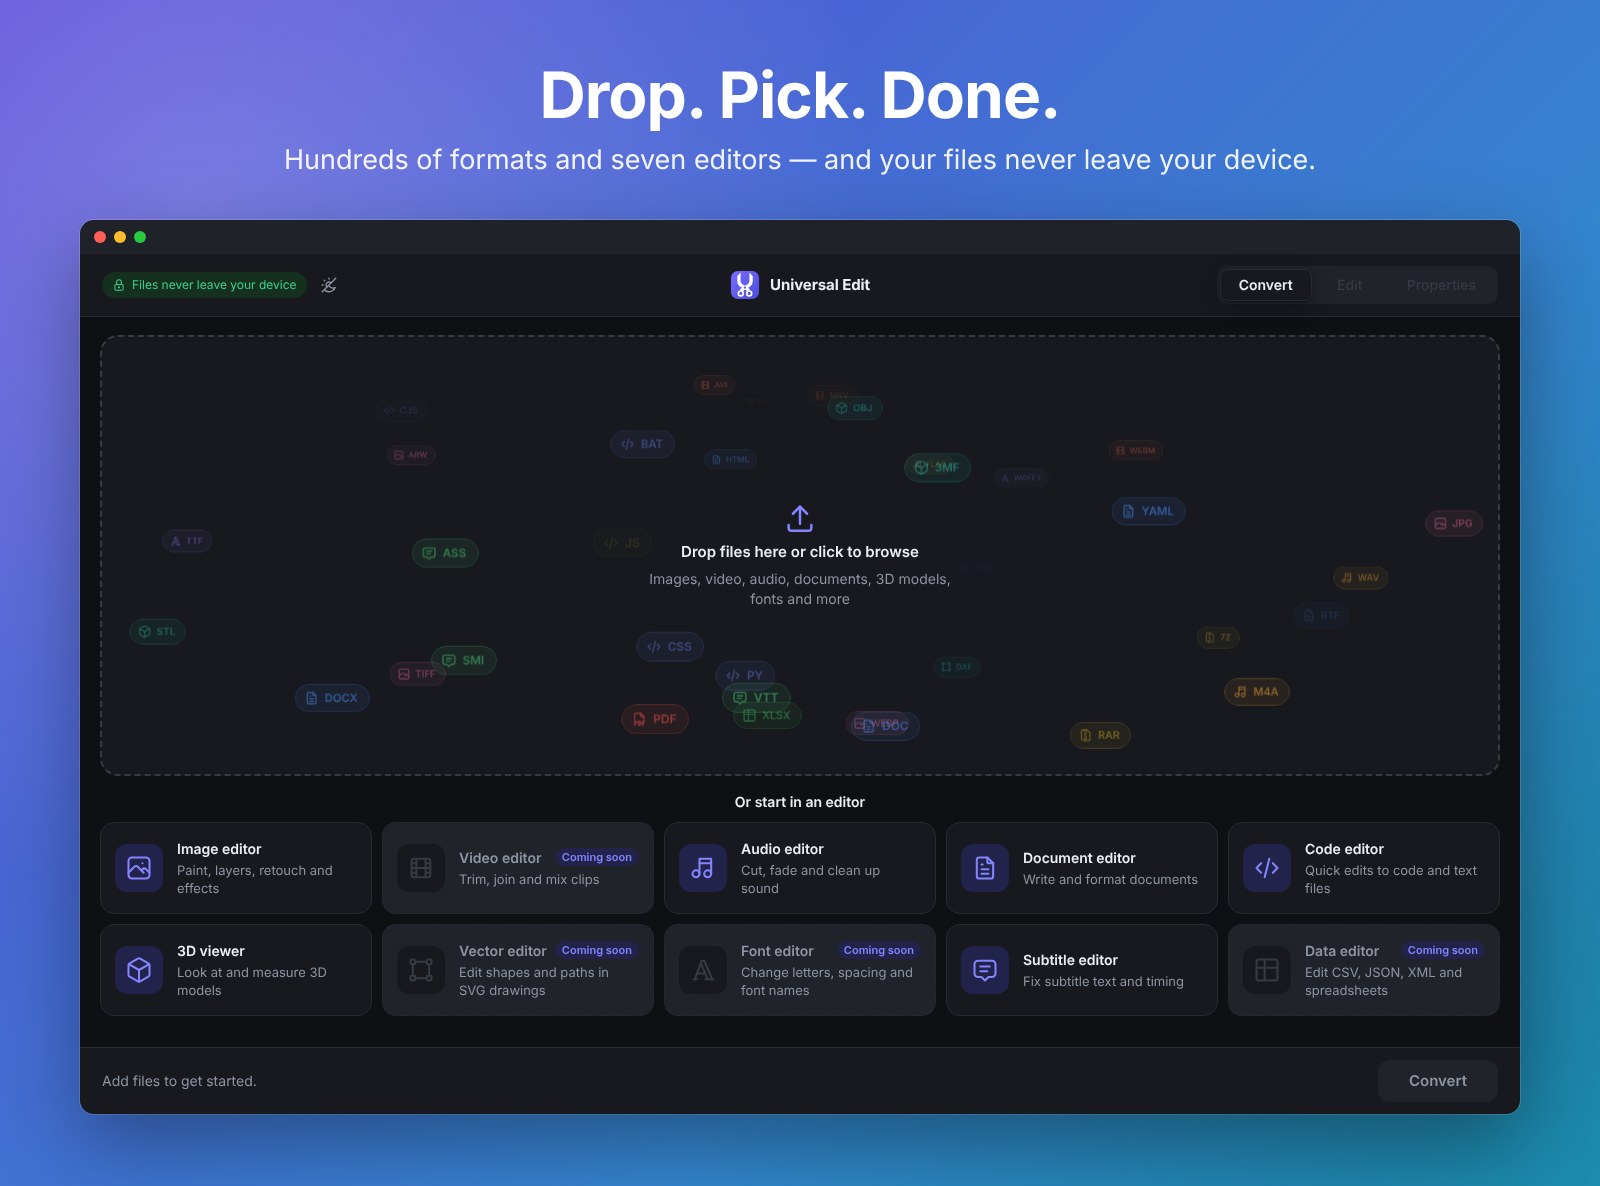 Drop. Pick. Done.
Hundreds of formats and seven editors — and your files never leave your device.
Files never leave your device
Universal Edit
Convert
Edit
Properties
AVI
MKV
CJS
OBJ
BAT
ARW
HTML
WEBM
3MF
WOFF2
YAML
JPG
TTF
ASS
JS
Drop files here or click to browse
Images, video, audio, documents, 3D models,
fonts and more
WAV
RTF
STL
7Z
CSS
SMI
TIFF
DXF
PY
DOCX
VTT
M4A
XLSX
PDF
DOC
RAR
Or start in an editor
Image editor
Paint, layers, retouch and
effects
Video editor
Coming soon
Trim, join and mix clips
Audio editor
Cut, fade and clean up
sound
Document editor
Write and format documents
Code editor
Quick edits to code and text
files
3D viewer
Look at and measure 3D
models
Vector editor
Coming soon
Edit shapes and paths in
SVG drawings
Font editor
Coming soon
Change letters, spacing and
font names
Subtitle editor
Fix subtitle text and timing
Data editor
Coming soon
Edit CSV, JSON, XML and
spreadsheets
Add files to get started.
Convert